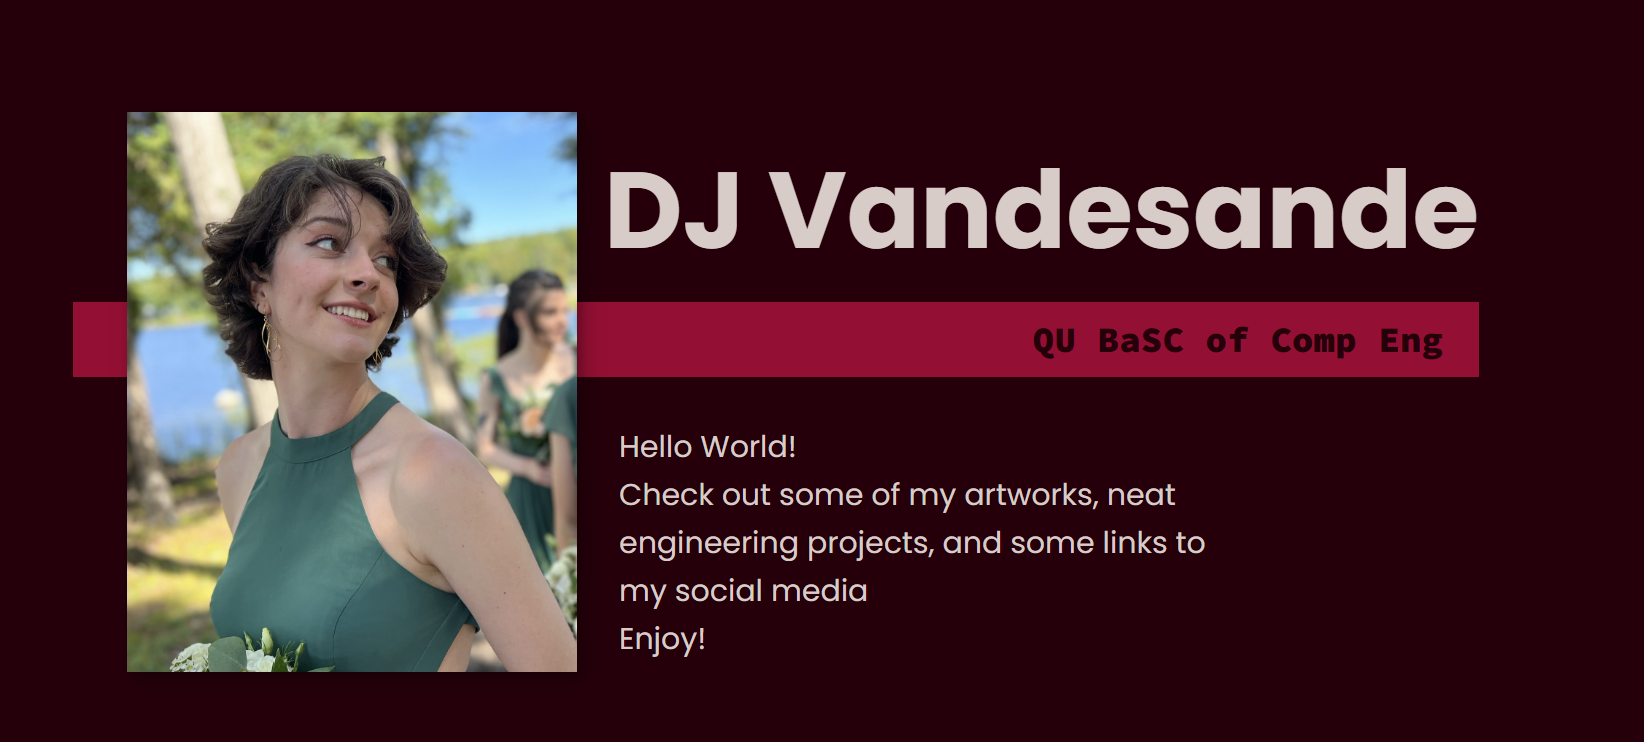 DJ Vandesande
QU BaSC of Comp Eng
Hello World!
Check out some of my artworks, neat
engineering projects, and some links to
my social media
Enjoy!